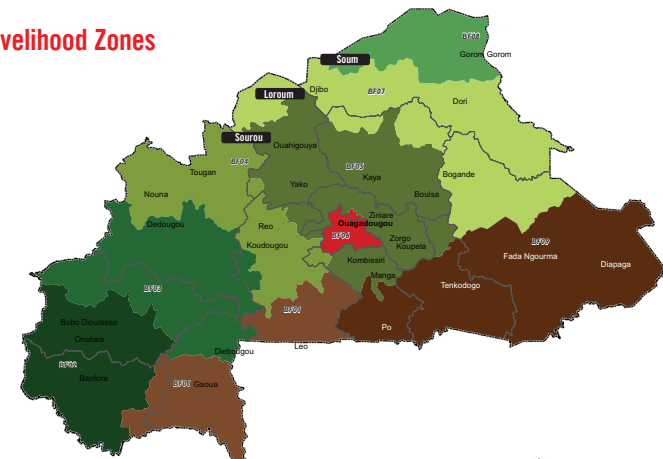 velihood Zones
BF08
Gorom Gorom
Soum
Djibo
BF07
Loroum
Dori
Sourou
Ouahigouya
BF04
BF05
Tougan
Kaya
Bogande
Yako
Nouna
Boulsa
Dedougou
Ziniare
Ouagadougou
Reo
BF06
Zorgo
BF09
Koudougou
Koupela
Fada Ngourma
Kombissiri
Diapaga
Manga
Tenkodogo
BF03
BF01
Bobo Dioulasso
Po
Orodara
Leo
Diebougou
BF02
Banfora
BF01
Gaoua